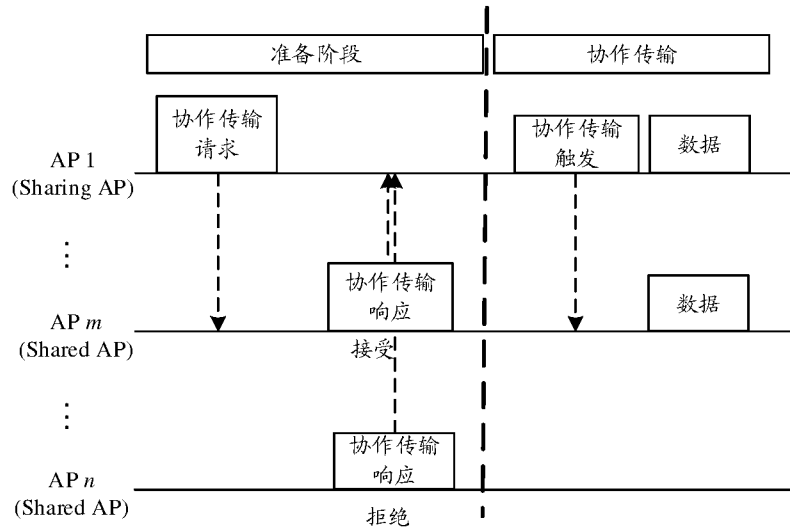 准备阶段
协作传输
协作传输
请求
协作传输
触发
数据
AP 1
(Sharing AP)
⋮
协作传输
响应
数据
AP m
(Shared AP)
接受
⋮
协作传输
响应
AP n
(Shared AP)
拒绝